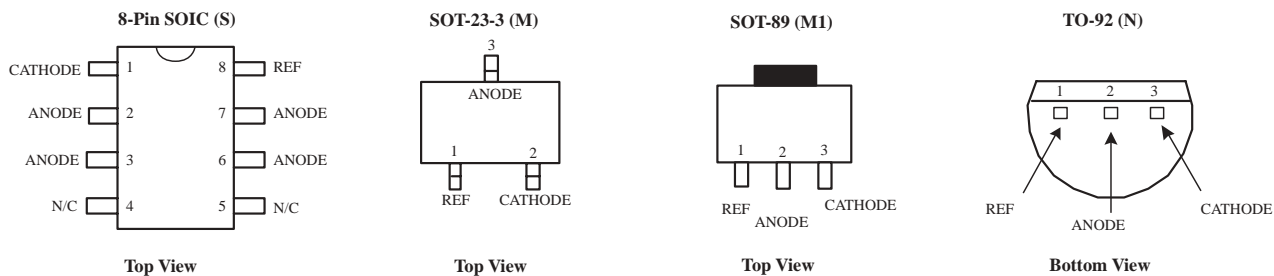 8-Pin SOIC (S)
CATHODE 1 8 REF
ANODE 2 7 ANODE
ANODE 3 6 ANODE
N/C 4 5 N/C
Top View
SOT-23-3 (M)
3
ANODE
1 2
REF CATHODE
Top View
SOT-89 (M1)
1 2 3
REF CATHODE
ANODE
Top View
TO-92 (N)
1 2 3
REF CATHODE
ANODE
Bottom View